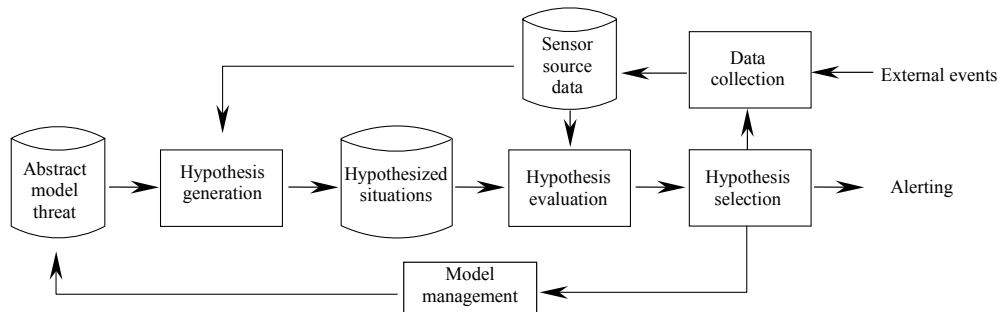 Sensor
source
data
Data
collection
External events
Abstract
model
threat
Hypothesis
generation
Hypothesized
situations
Hypothesis
evaluation
Hypothesis
selection
Alerting
Model
management